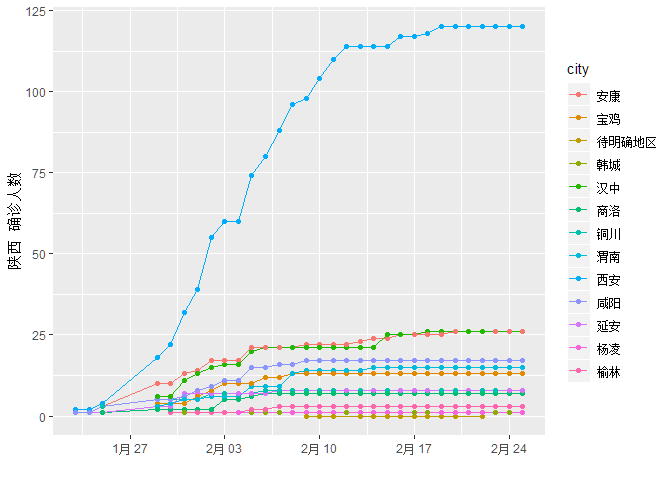 125
100
75
50
25
0
陕西 确诊人数
1月 27
2月 03
2月 10
2月 17
2月 24
city
安康
宝鸡
待明确地区
韩城
汉中
商洛
铜川
渭南
西安
咸阳
延安
杨凌
榆林